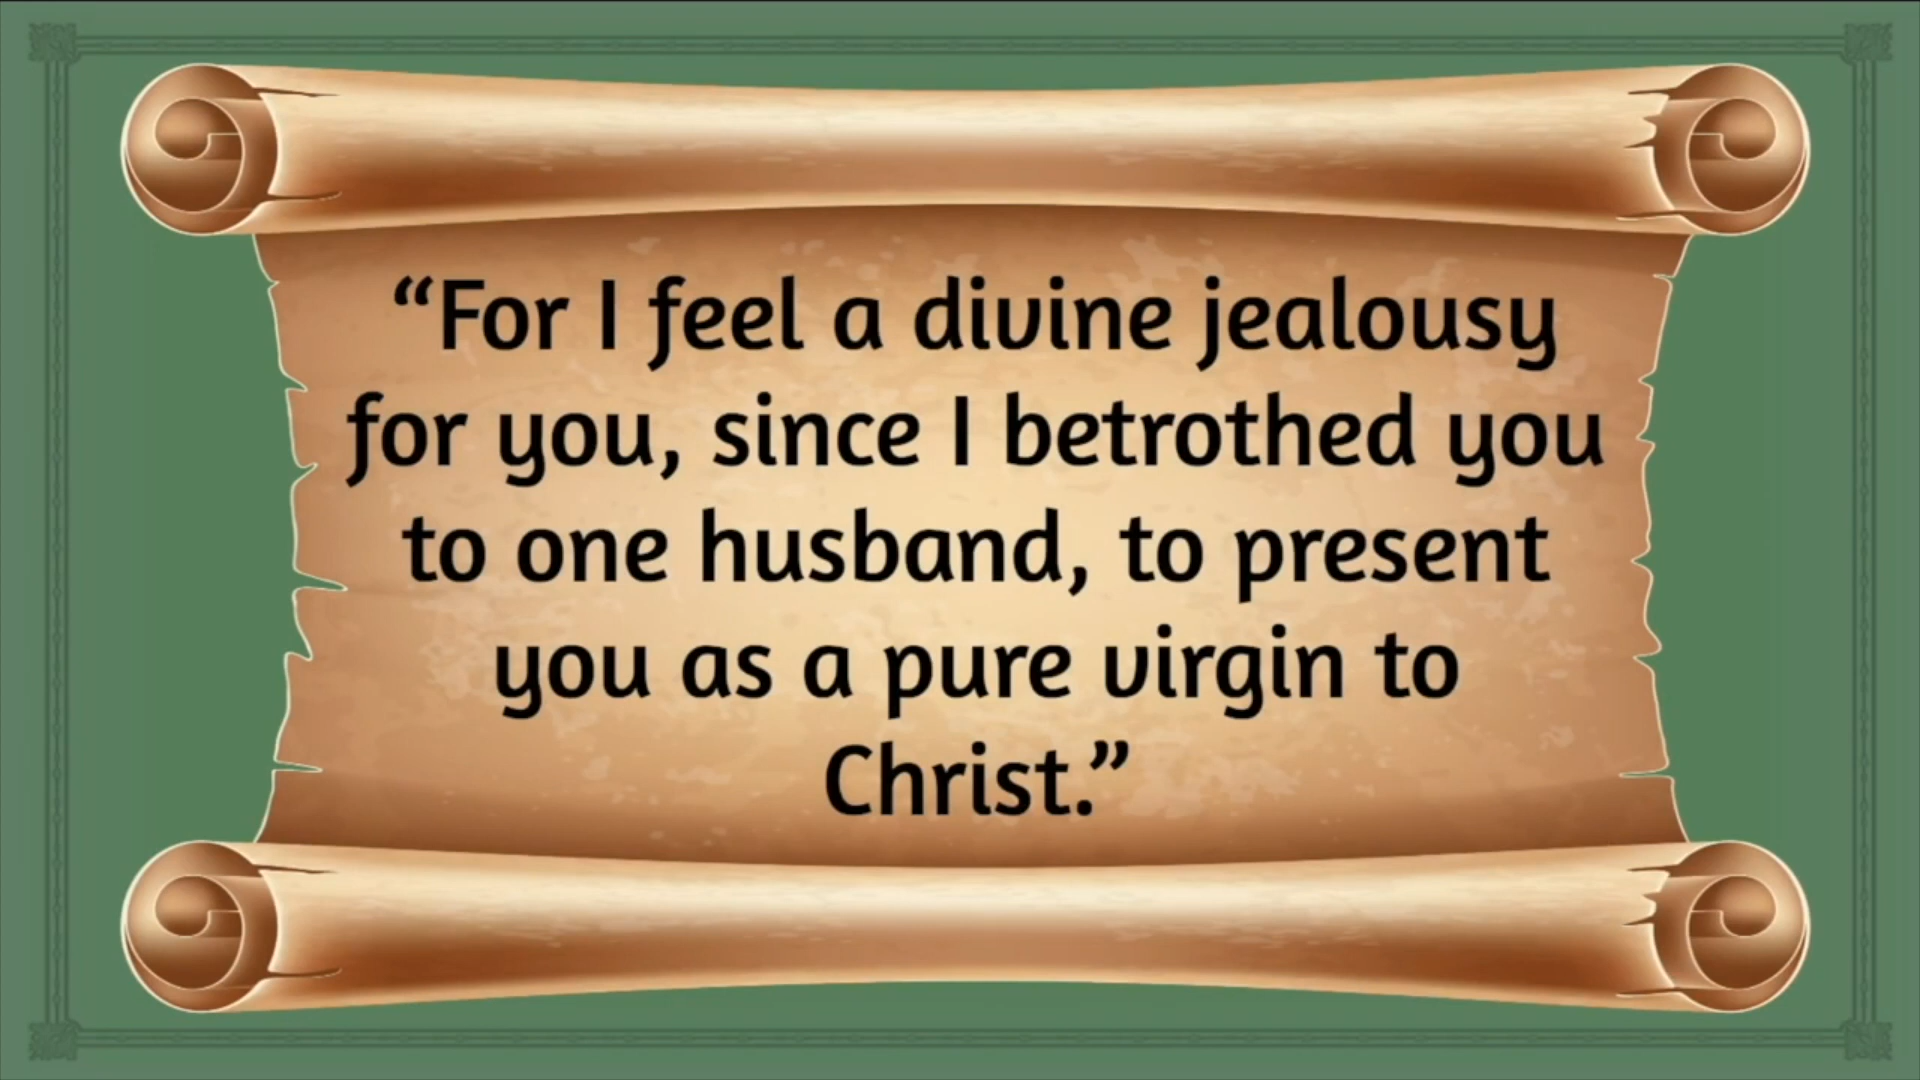 “For I feel a divine jealousy
for you, since I betrothed you
to one husband, to present
you as a pure virgin to
Christ.”